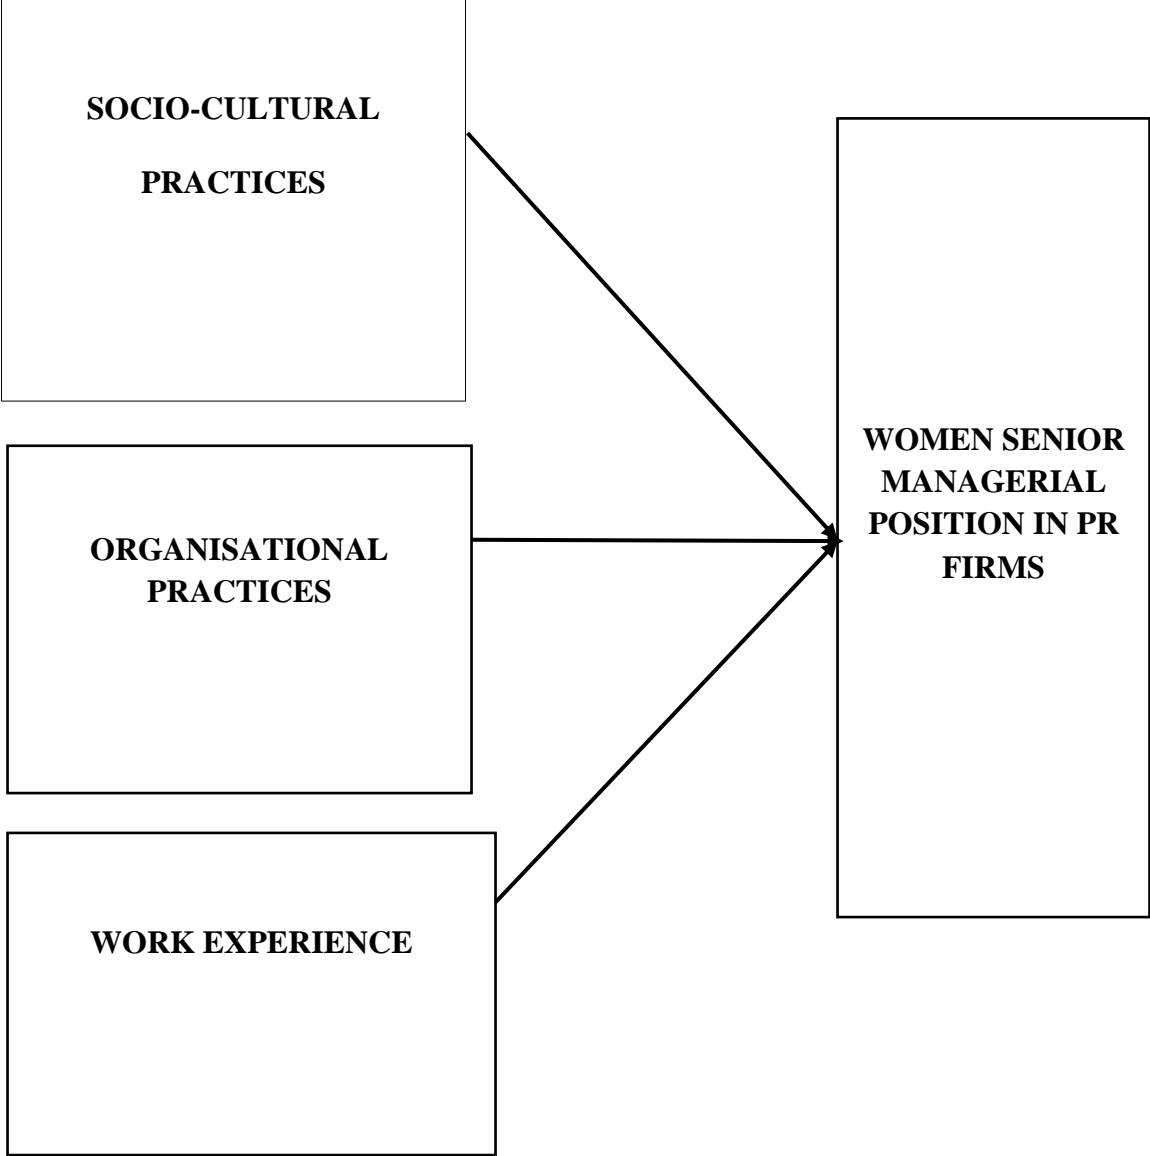 SOCIO-CULTURAL
PRACTICES
ORGANISATIONAL
PRACTICES
WORK EXPERIENCE
WOMEN SENIOR
MANAGERIAL
POSITION IN PR
FIRMS